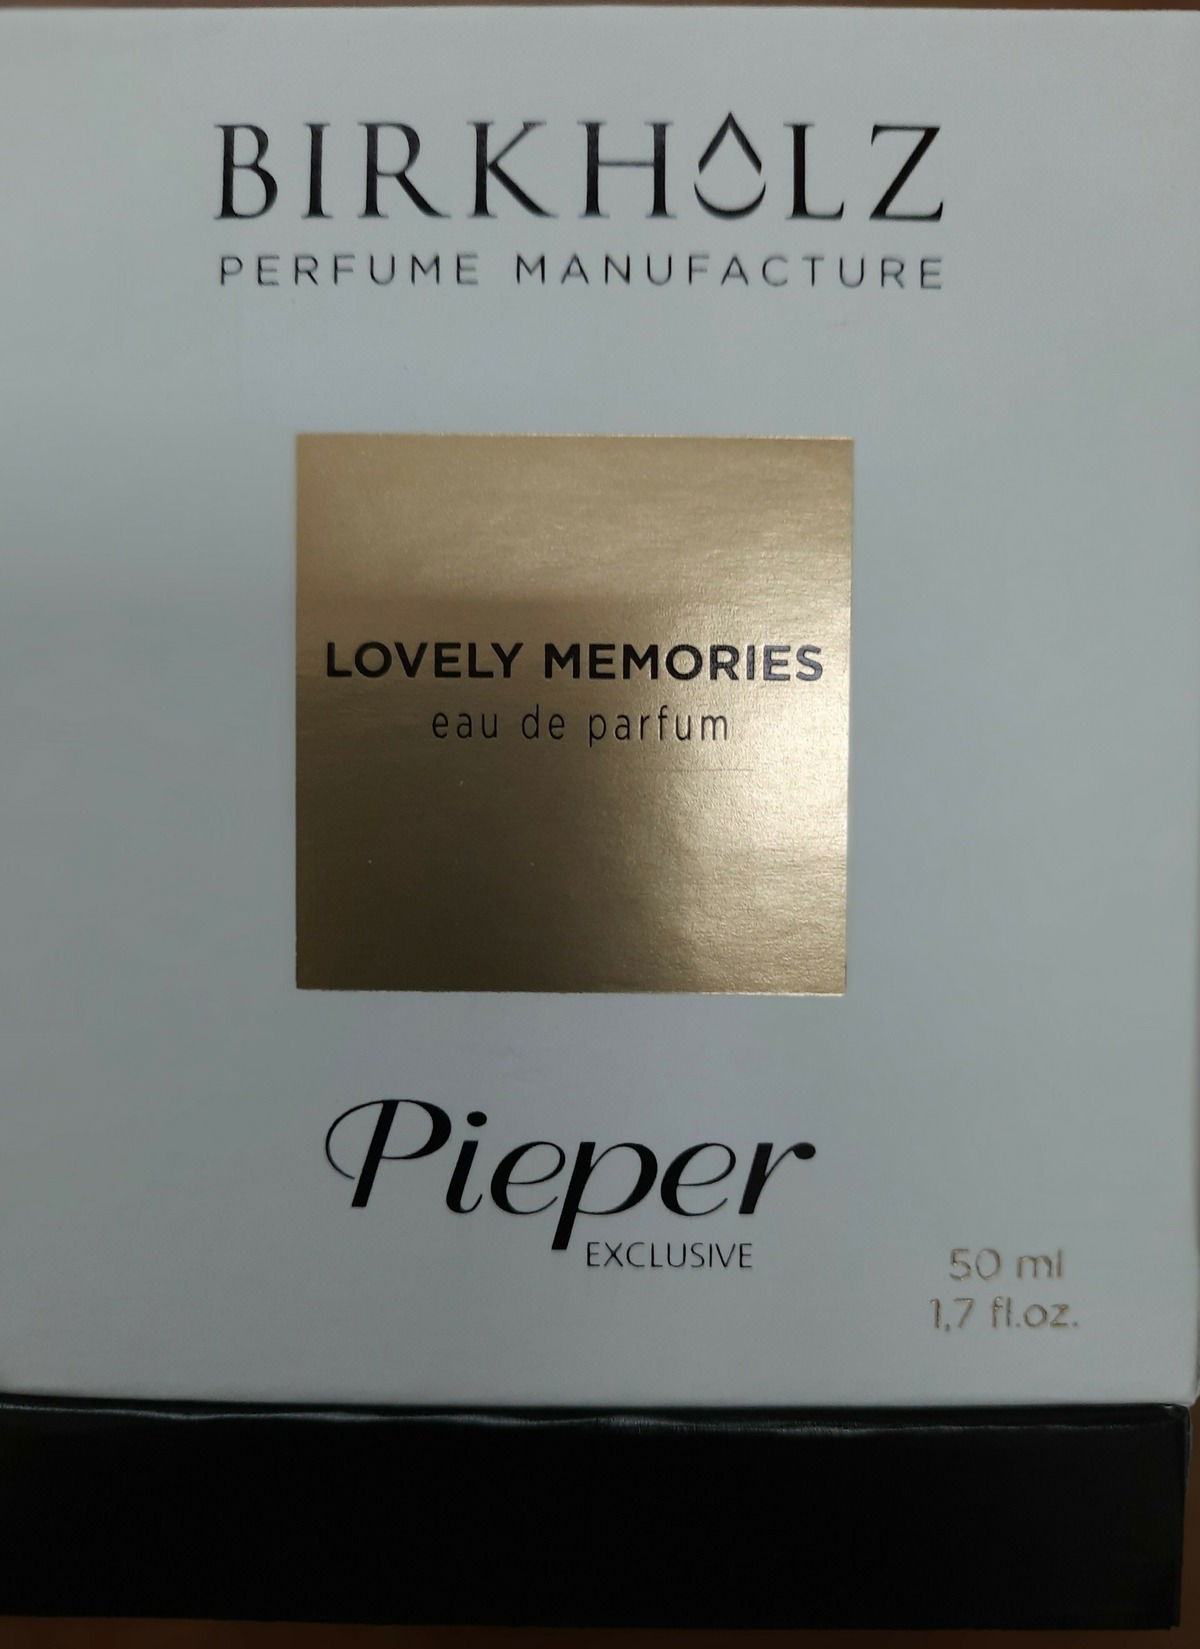 BIRKHOLZ
PERFUME MANUFACTURE
LOVELY MEMORIES
eau de parfum
Pieper
EXCLUSIVE
50 ml
1,7 fl.oz.